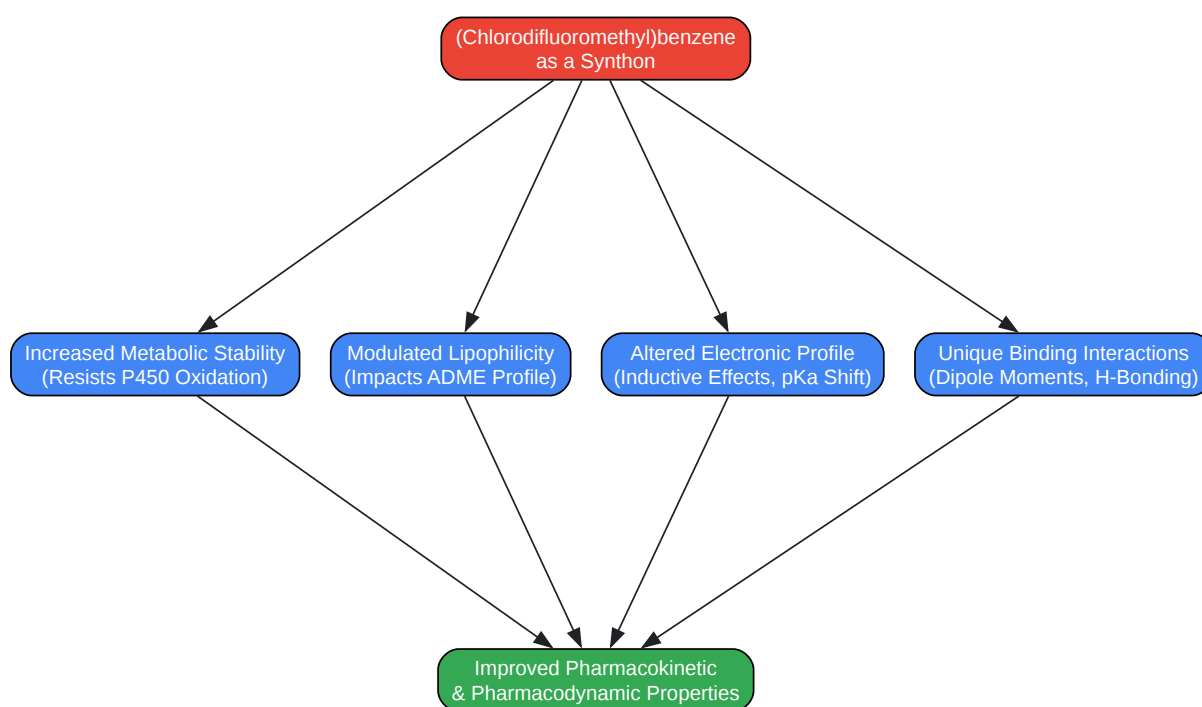 (Chlorodifluoromethyl)benzene
as a Synthon
Increased Metabolic Stability
(Resists P450 Oxidation)
Modulated Lipophilicity
(Impacts ADME Profile)
Altered Electronic Profile
(Inductive Effects, pKa Shift)
Unique Binding Interactions
(Dipole Moments, H-Bonding)
Improved Pharmacokinetic
& Pharmacodynamic Properties